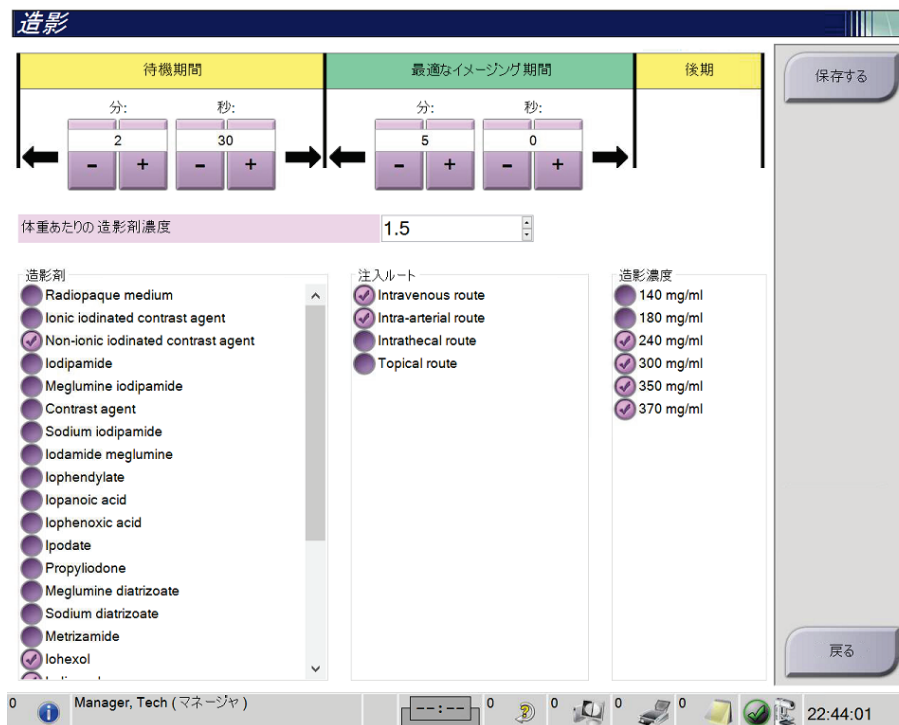 造影
待機期間 最適なイメージング期間 後期 保存する
分: 秒: 分: 秒:
2 30 5 0
- + - + - + - +
体重あたりの 造影剤濃度 1.5
造影剤 注入ルート 造影濃度
Radiopaque medium Intravenous route 140 mg/ml
Ionic iodinated contrast agent Intra-arterial route 180 mg/ml
Non-ionic iodinated contrast agent Intrathecal route 240 mg/ml
Iodipamide Topical route 300 mg/ml
Meglumine iodipamide 350 mg/ml
Contrast agent 370 mg/ml
Sodium iodipamide
Iodamide meglumine
Iophendylate
Iopanoic acid
Iophenoxic acid
Ipodate
Propyliodone
Meglumine diatrizoate
Sodium diatrizoate
Metrizamide
Iohexol 戻る
0 Manager, Tech (マネージャ) --:-- 0 0 0 0 22:44:01